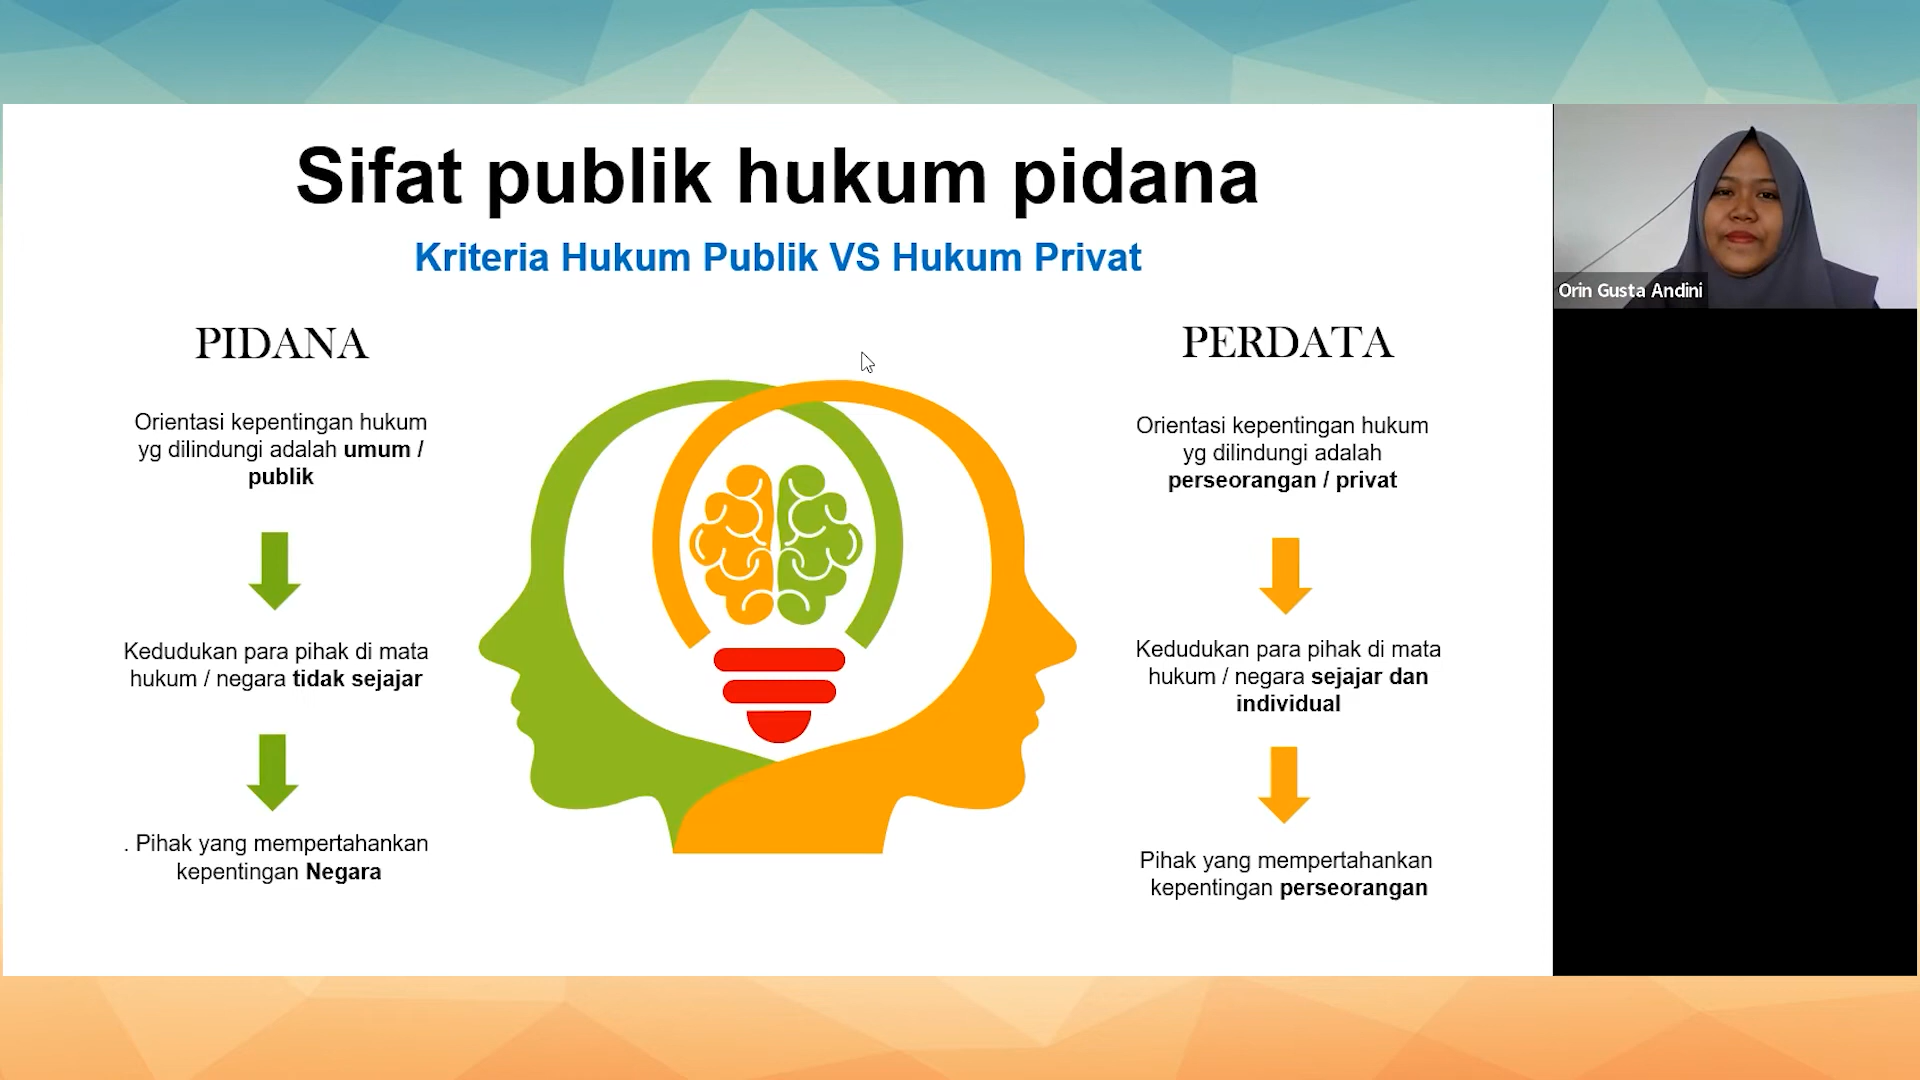 Sifat publik hukum pidana
Kriteria Hukum Publik VS Hukum Privat
PIDANA
Orientasi kepentingan hukum
yg dilindungi adalah umum /
publik
Kedudukan para pihak di mata
hukum / negara tidak sejajar
. Pihak yang mempertahankan
kepentingan Negara
PERDATA
Orientasi kepentingan hukum
yg dilindungi adalah
perseorangan / privat
Kedudukan para pihak di mata
hukum / negara sejajar dan
individual
Pihak yang mempertahankan
kepentingan perseorangan
Orin Gusta Andini